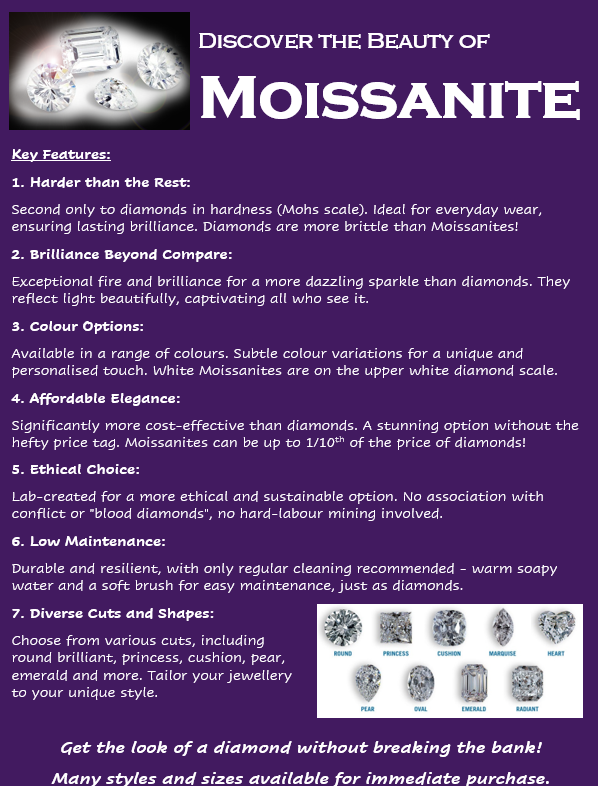 Discover the Beauty of
Moissanite
Key Features:
1. Harder than the Rest:
Second only to diamonds in hardness (Mohs scale). Ideal for everyday wear,
ensuring lasting brilliance. Diamonds are more brittle than Moissanites!
2. Brilliance Beyond Compare:
Exceptional fire and brilliance for a more dazzling sparkle than diamonds. They
reflect light beautifully, captivating all who see it.
3. Colour Options:
Available in a range of colours. Subtle colour variations for a unique and
personalised touch. White Moissanites are on the upper white diamond scale.
4. Affordable Elegance:
Significantly more cost-effective than diamonds. A stunning option without the
hefty price tag. Moissanites can be up to 1/10th of the price of diamonds!
5. Ethical Choice:
Lab-created for a more ethical and sustainable option. No association with
conflict or "blood diamonds", no hard-labour mining involved.
6. Low Maintenance:
Durable and resilient, with only regular cleaning recommended – warm soapy
water and a soft brush for easy maintenance, just as diamonds.
7. Diverse Cuts and Shapes:
Choose from various cuts, including
round brilliant, princess, cushion, pear,
emerald and more. Tailor your jewellery
to your unique style.
ROUND PRINCESS CUSHION MARQUISE HEART
PEAR OVAL EMERALD RADIANT
Get the look of a diamond without breaking the bank!
Many styles and sizes available for immediate purchase.